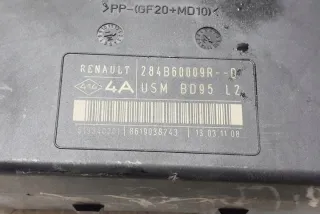 >PP-(GF20+MD10)<
RENAULT 284B60009R--D
4A USM BD95 L2
8619038743 13 03 11 08